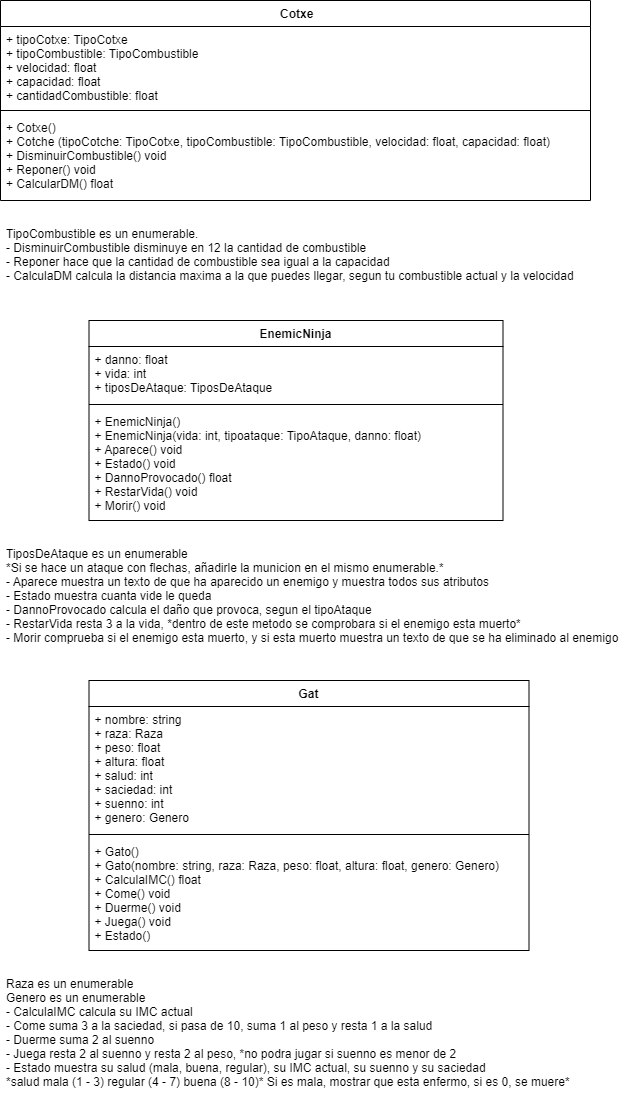 Cotxe
+ tipoCotxe: TipoCotxe
+ tipoCombustible: TipoCombustible
+ velocidad: float
+ capacidad: float
+ cantidadCombustible: float
+ Cotxe()
+ Cotche (tipoCotche: TipoCotxe, tipoCombustible: TipoCombustible, velocidad: float, capacidad: float)
+ DisminuirCombustible() void
+ Reponer() void
+ CalcularDM() float
TipoCombustible es un enumerable.
- DisminuirCombustible disminuye en 12 la cantidad de combustible
- Reponer hace que la cantidad de combustible sea igual a la capacidad
- CalculaDM calcula la distancia maxima a la que puedes llegar, segun tu combustible actual y la velocidad
EnemicNinja
+ danno: float
+ vida: int
+ tiposDeAtaque: TiposDeAtaque
+ EnemicNinja()
+ EnemicNinja(vida: int, tipoataque: TipoAtaque, danno: float)
+ Aparece() void
+ Estado() void
+ DannoProvocado() float
+ RestarVida() void
+ Morir() void
TiposDeAtaque es un enumerable
*Si se hace un ataque con flechas, añadirle la municion en el mismo enumerable.*
- Aparece muestra un texto de que ha aparecido un enemigo y muestra todos sus atributos
- Estado muestra cuanta vide le queda
- DannoProvocado calcula el daño que provoca, segun el tipoAtaque
- RestarVida resta 3 a la vida, *dentro de este metodo se comprobara si el enemigo esta muerto*
- Morir comprueba si el enemigo esta muerto, y si esta muerto muestra un texto de que se ha eliminado al enemigo
Gat
+ nombre: string
+ raza: Raza
+ peso: float
+ altura: float
+ salud: int
+ saciedad: int
+ suenno: int
+ genero: Genero
+ Gato()
+ Gato(nombre: string, raza: Raza, peso: float, altura: float, genero: Genero)
+ CalculaIMC() float
+ Come() void
+ Duerme() void
+ Juega() void
+ Estado()
Raza es un enumerable
Genero es un enumerable
- CalculaIMC calcula su IMC actual
- Come suma 3 a la saciedad, si pasa de 10, suma 1 al peso y resta 1 a la salud
- Duerme suma 2 al suenno
- Juega resta 2 al suenno y resta 2 al peso, *no podra jugar si suenno es menor de 2
- Estado muestra su salud (mala, buena, regular), su IMC actual, su suenno y su saciedad
*salud mala (1 - 3) regular (4 - 7) buena (8 - 10)* Si es mala, mostrar que esta enfermo, si es 0, se muere*